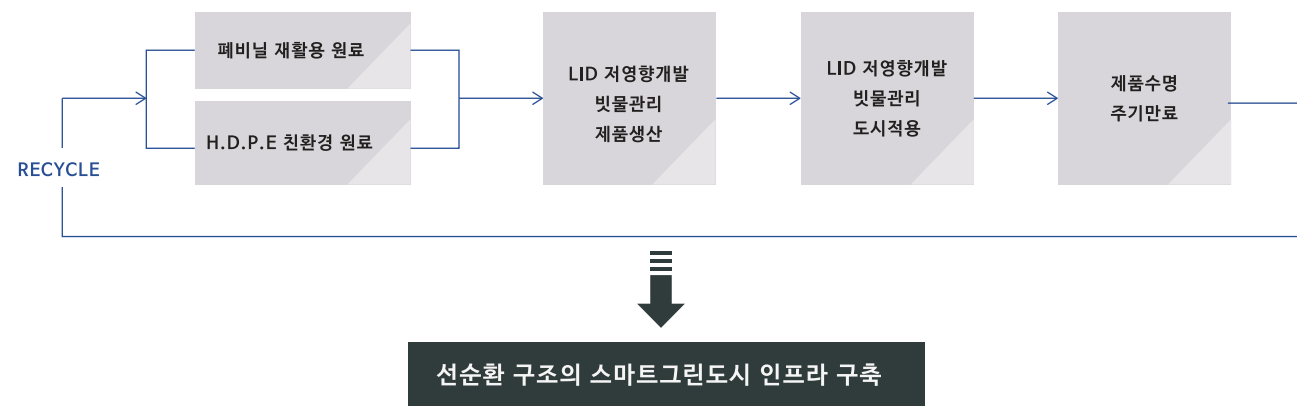 RECYCLE
폐비닐 재활용 원료
H.D.P.E 친환경 원료
LID 저영향개발
빗물관리
제품생산
LID 저영향개발
빗물관리
도시적용
제품수명
주기만료
선순환 구조의 스마트그린도시 인프라 구축